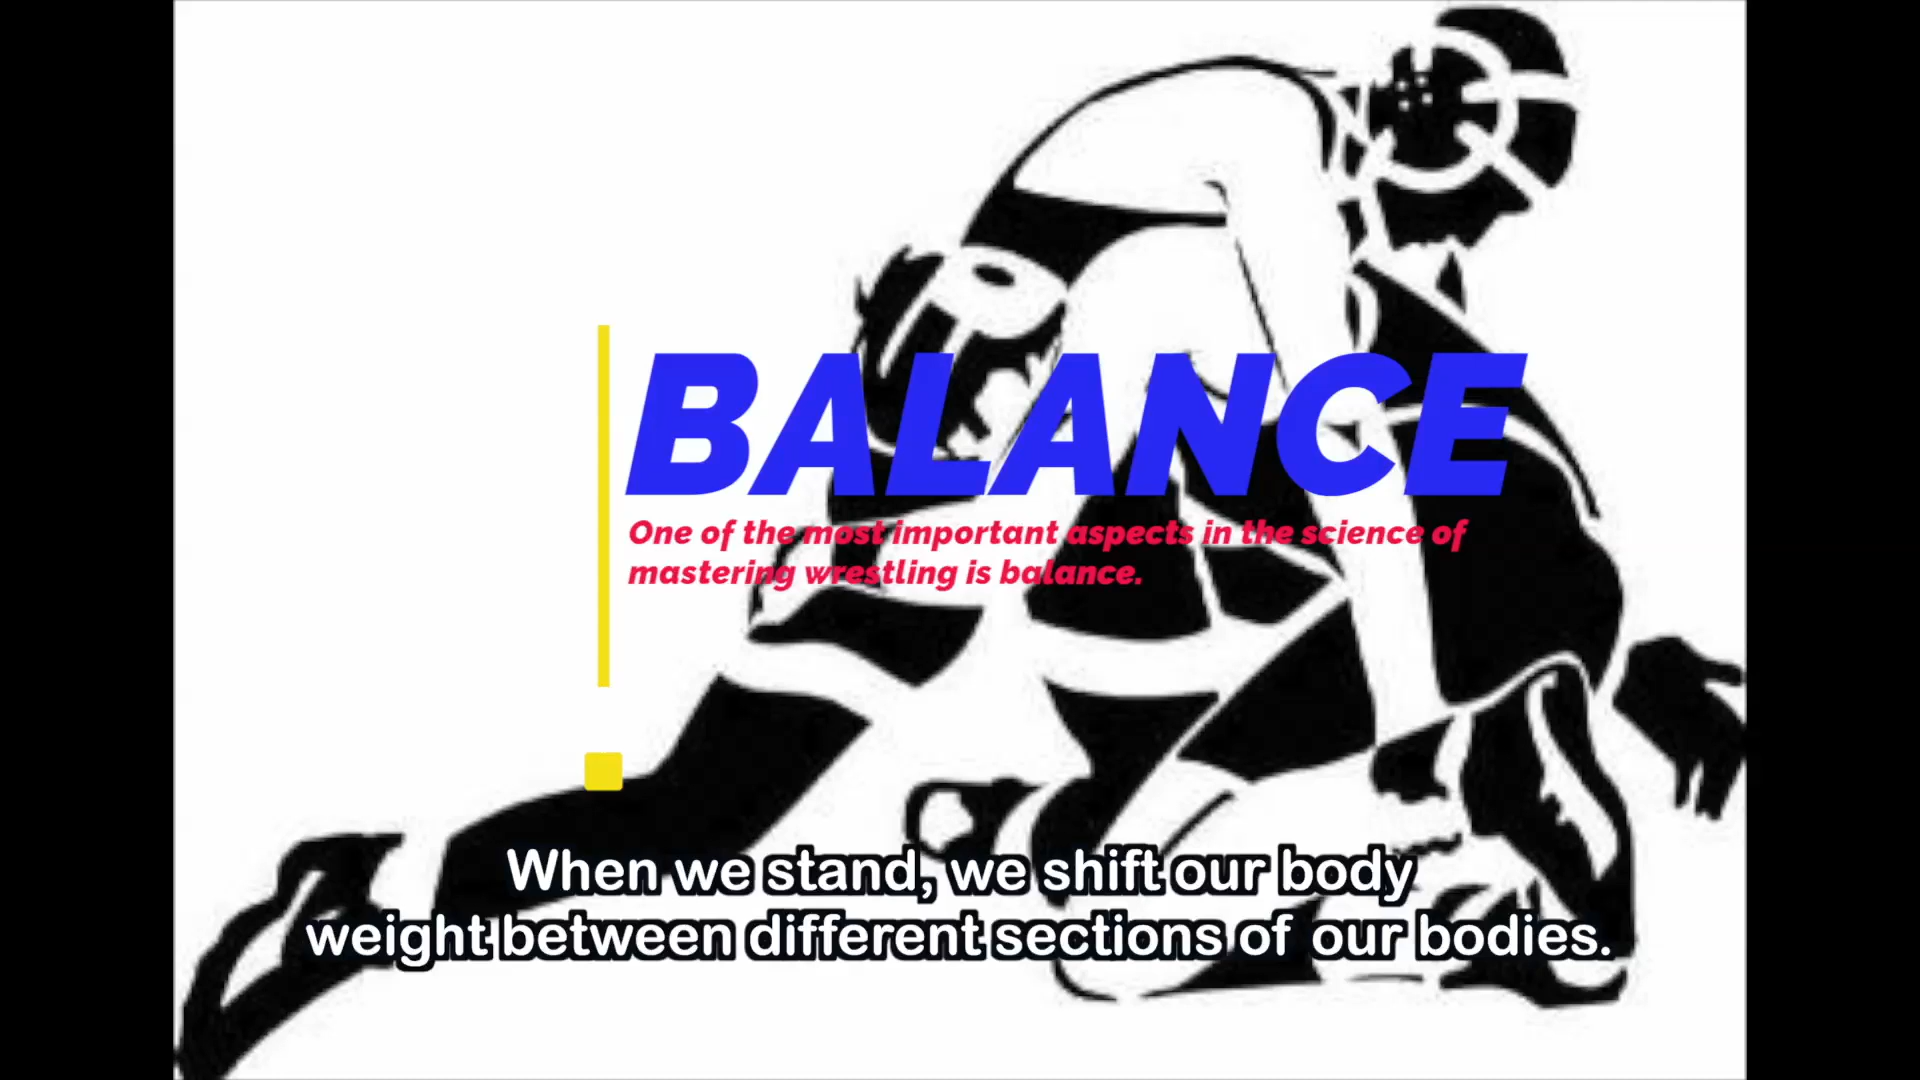 BALANCE
One of the most important aspects in the science of
mastering wrestling is balance.
When we stand, we shift our body
weight between different sections of our bodies.